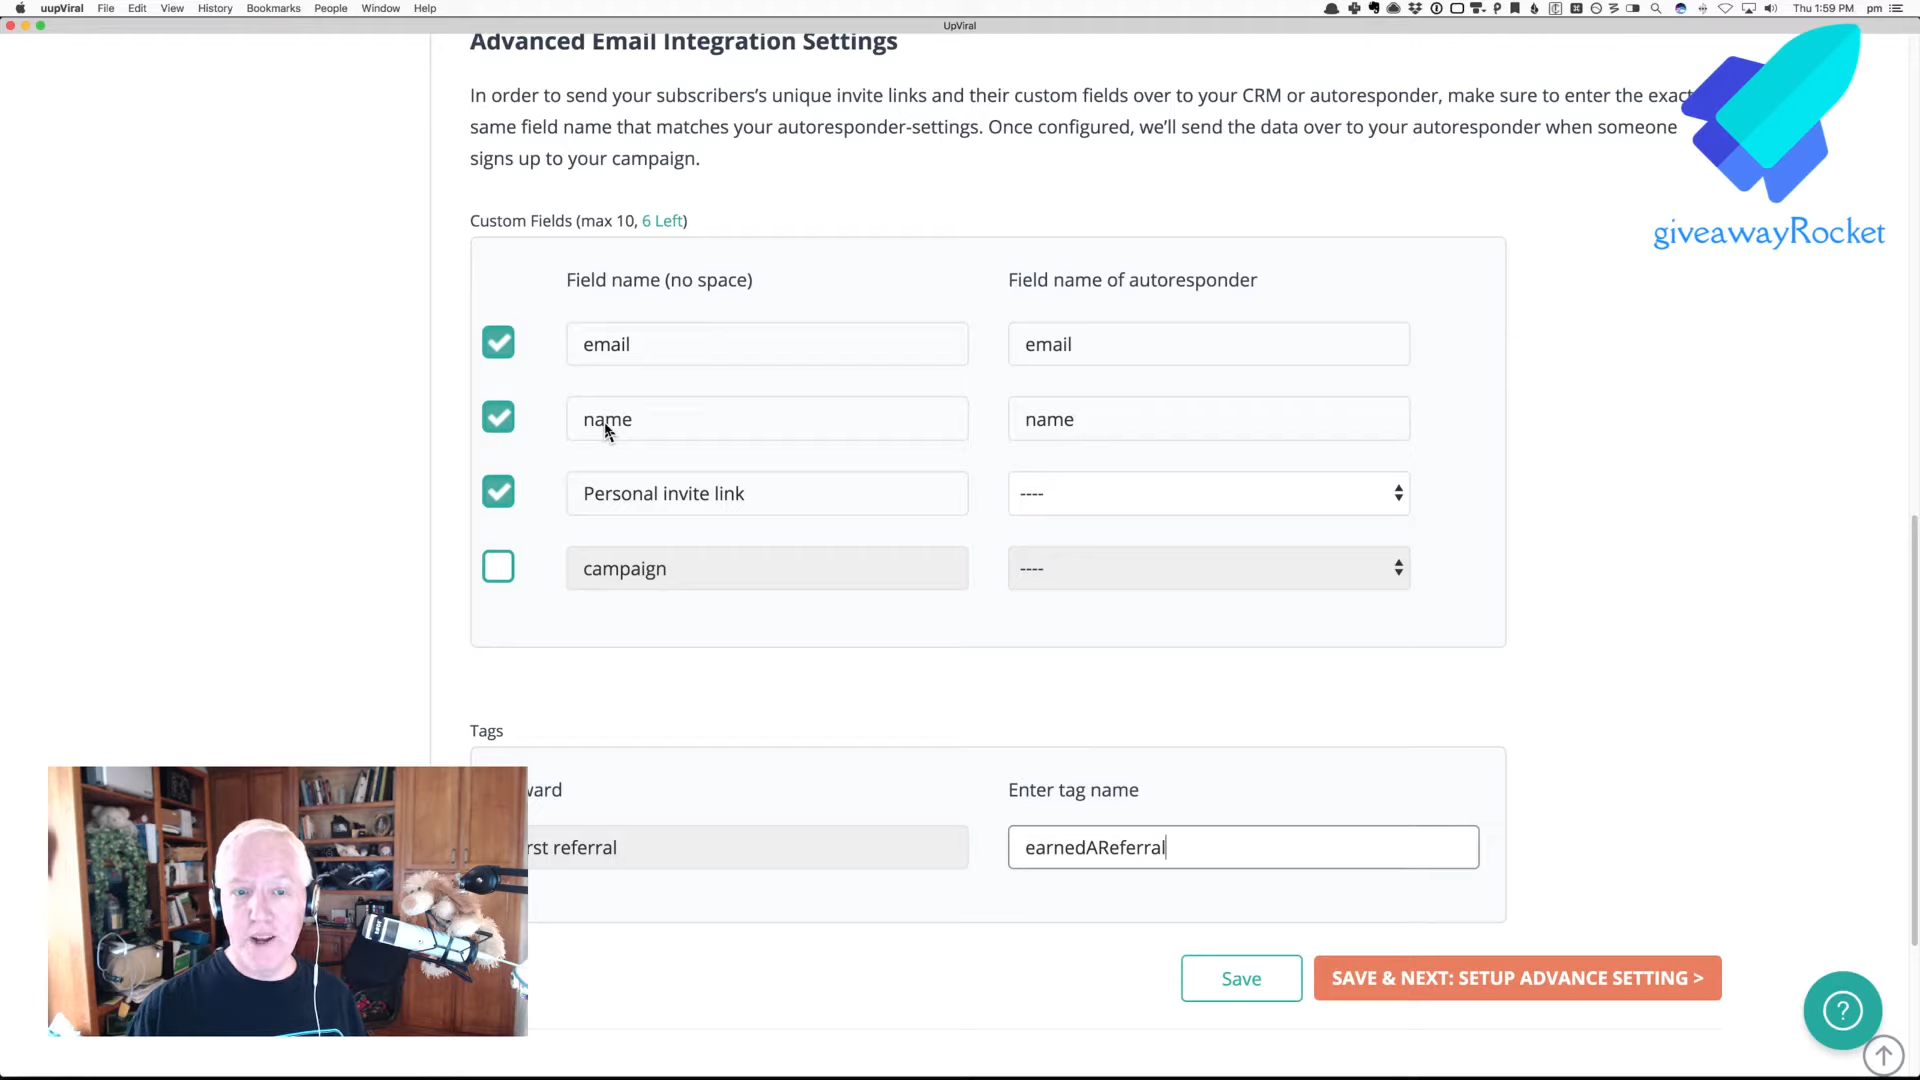 uupViral File Edit View History Bookmarks People Window Help
Thu 1:59 PM pm
UpViral
Advanced Email Integration Settings
In order to send your subscribers's unique invite links and their custom fields over to your CRM or autoresponder, make sure to enter the exact
same field name that matches your autoresponder-settings. Once configured, we'll send the data over to your autoresponder when someone
signs up to your campaign.
giveawayRocket
Custom Fields (max 10, 6 Left)
Field name (no space) Field name of autoresponder
email email
name name
Personal invite link ----
campaign ----
Tags
ward Enter tag name
rst referral earnedAReferral
Save SAVE & NEXT: SETUP ADVANCE SETTING >
?